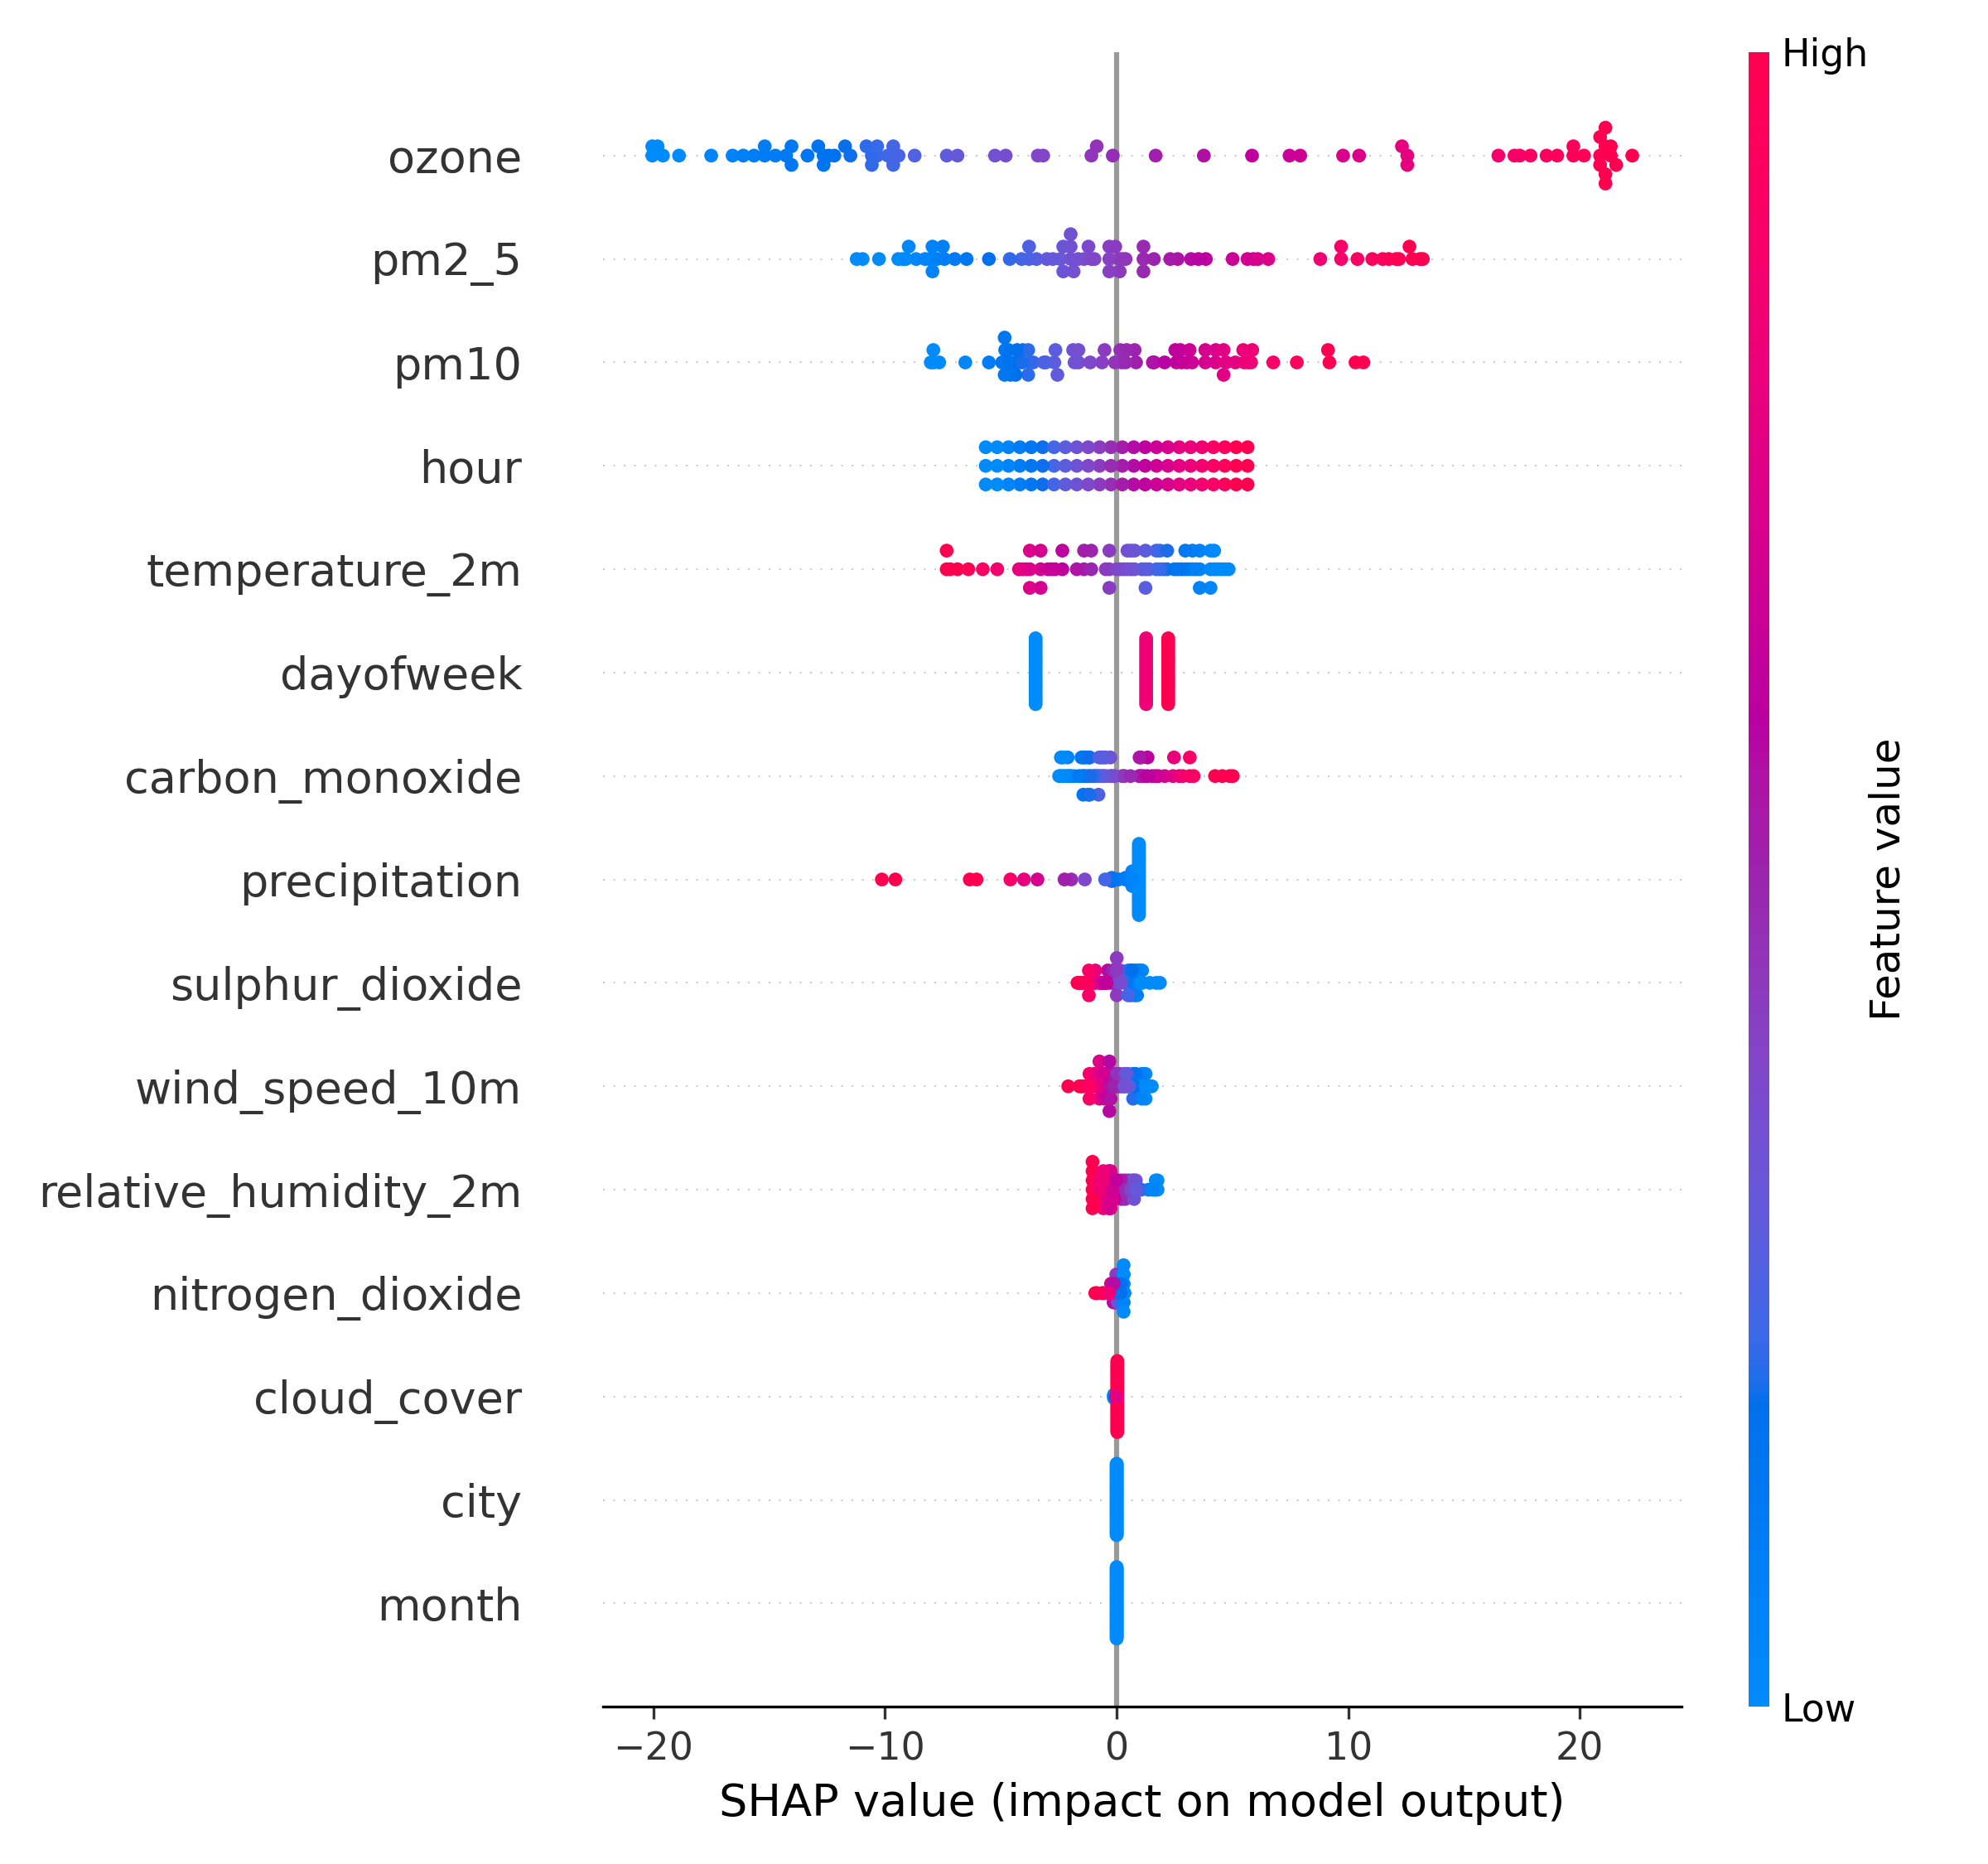 High
ozone
pm2_5
pm10
hour
temperature_2m
dayofweek
carbon_monoxide
precipitation
sulphur_dioxide
wind_speed_10m
relative_humidity_2m
nitrogen_dioxide
cloud_cover
city
month
Feature value
Low
−20 −10 0 10 20
SHAP value (impact on model output)